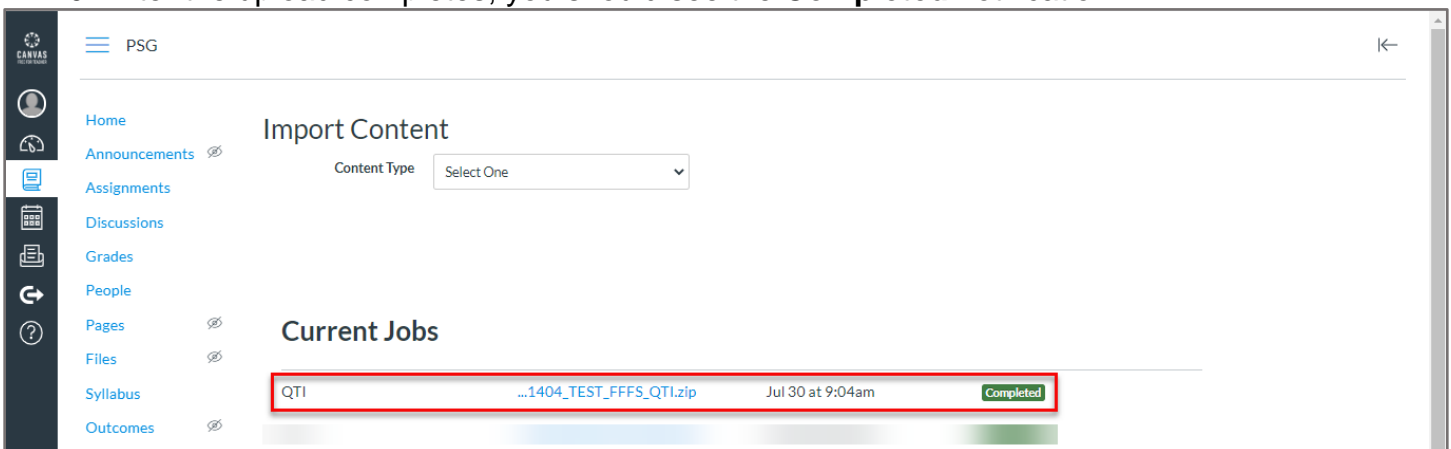 CANVAS
PSG
Home
Announcements
Assignments
Discussions
Grades
People
Pages
Files
Syllabus
Outcomes
Import Content
Content Type Select One
Current Jobs
QTI ...1404_TEST_FFFS_QTI.zip Jul 30 at 9:04am Completed